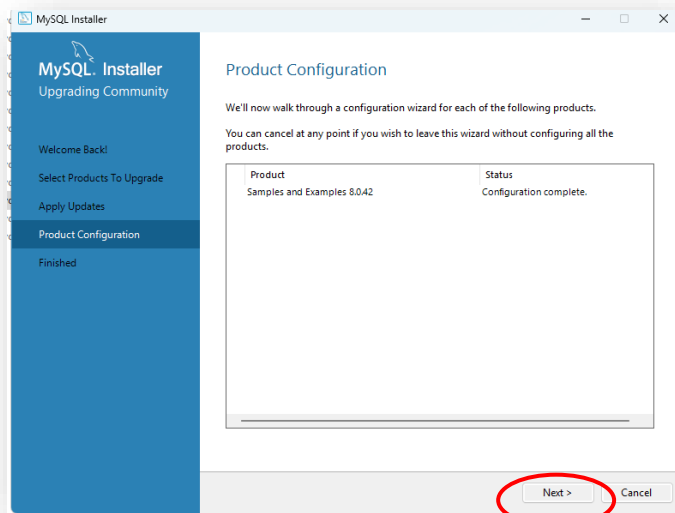 MySQL Installer
MySQL. Installer
Upgrading Community
Welcome Back!
Select Products To Upgrade
Apply Updates
Product Configuration
Finished
Product Configuration
We'll now walk through a configuration wizard for each of the following products.
You can cancel at any point if you wish to leave this wizard without configuring all the
products.
Product Status
Samples and Examples 8.0.42 Configuration complete.
Next > Cancel